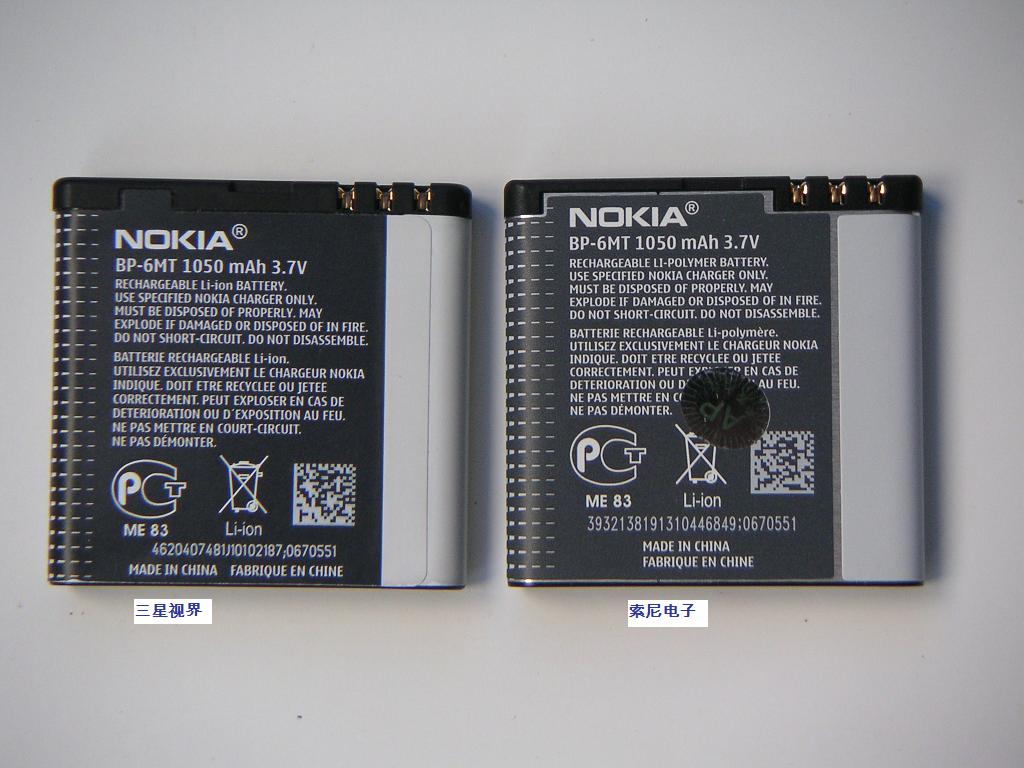 NOKIA®
BP-6MT 1050 mAh 3.7V
RECHARGEABLE Li-ion BATTERY.
USE SPECIFIED NOKIA CHARGER ONLY.
MUST BE DISPOSED OF PROPERLY. MAY
EXPLODE IF DAMAGED OR DISPOSED OF IN FIRE.
DO NOT SHORT-CIRCUIT. DO NOT DISASSEMBLE.
BATTERIE RECHARGEABLE Li-ion.
UTILISEZ EXCLUSIVEMENT LE CHARGEUR NOKIA
INDIQUE. DOIT ETRE RECYCLEE OU JETEE
CORRECTEMENT. PEUT EXPLOSER EN CAS DE
DETERIORATION OU D'EXPOSITION AU FEU.
NE PAS METTRE EN COURT-CIRCUIT.
NE PAS DÉMONTER.
PCT
ME 83
Li-ion
4620407481J10102187;0670551
MADE IN CHINA FABRIQUE EN CHINE
三星视界
NOKIA®
BP-6MT 1050 mAh 3.7V
RECHARGEABLE LI-POLYMER BATTERY.
USE SPECIFIED NOKIA CHARGER ONLY.
MUST BE DISPOSED OF PROPERLY. MAY
EXPLODE IF DAMAGED OR DISPOSED OF IN FIRE.
DO NOT SHORT-CIRCUIT. DO NOT DISASSEMBLE.
BATTERIE RECHARGEABLE Li-polymère.
UTILISEZ EXCLUSIVEMENT LE CHARGEUR NOKIA
INDIQUE. DOIT ETRE RECYCLEE OU JETEE
CORRECTEMENT. PEUT EXPLOSER EN CAS DE
DETERIORATION OU AU FEU.
NE PAS METTRE EN
NE PAS DÉMONTER.
PCT
ME 83
Li-ion
3932138191310446849;0670551
MADE IN CHINA
FABRIQUE EN CHINE
索尼电子